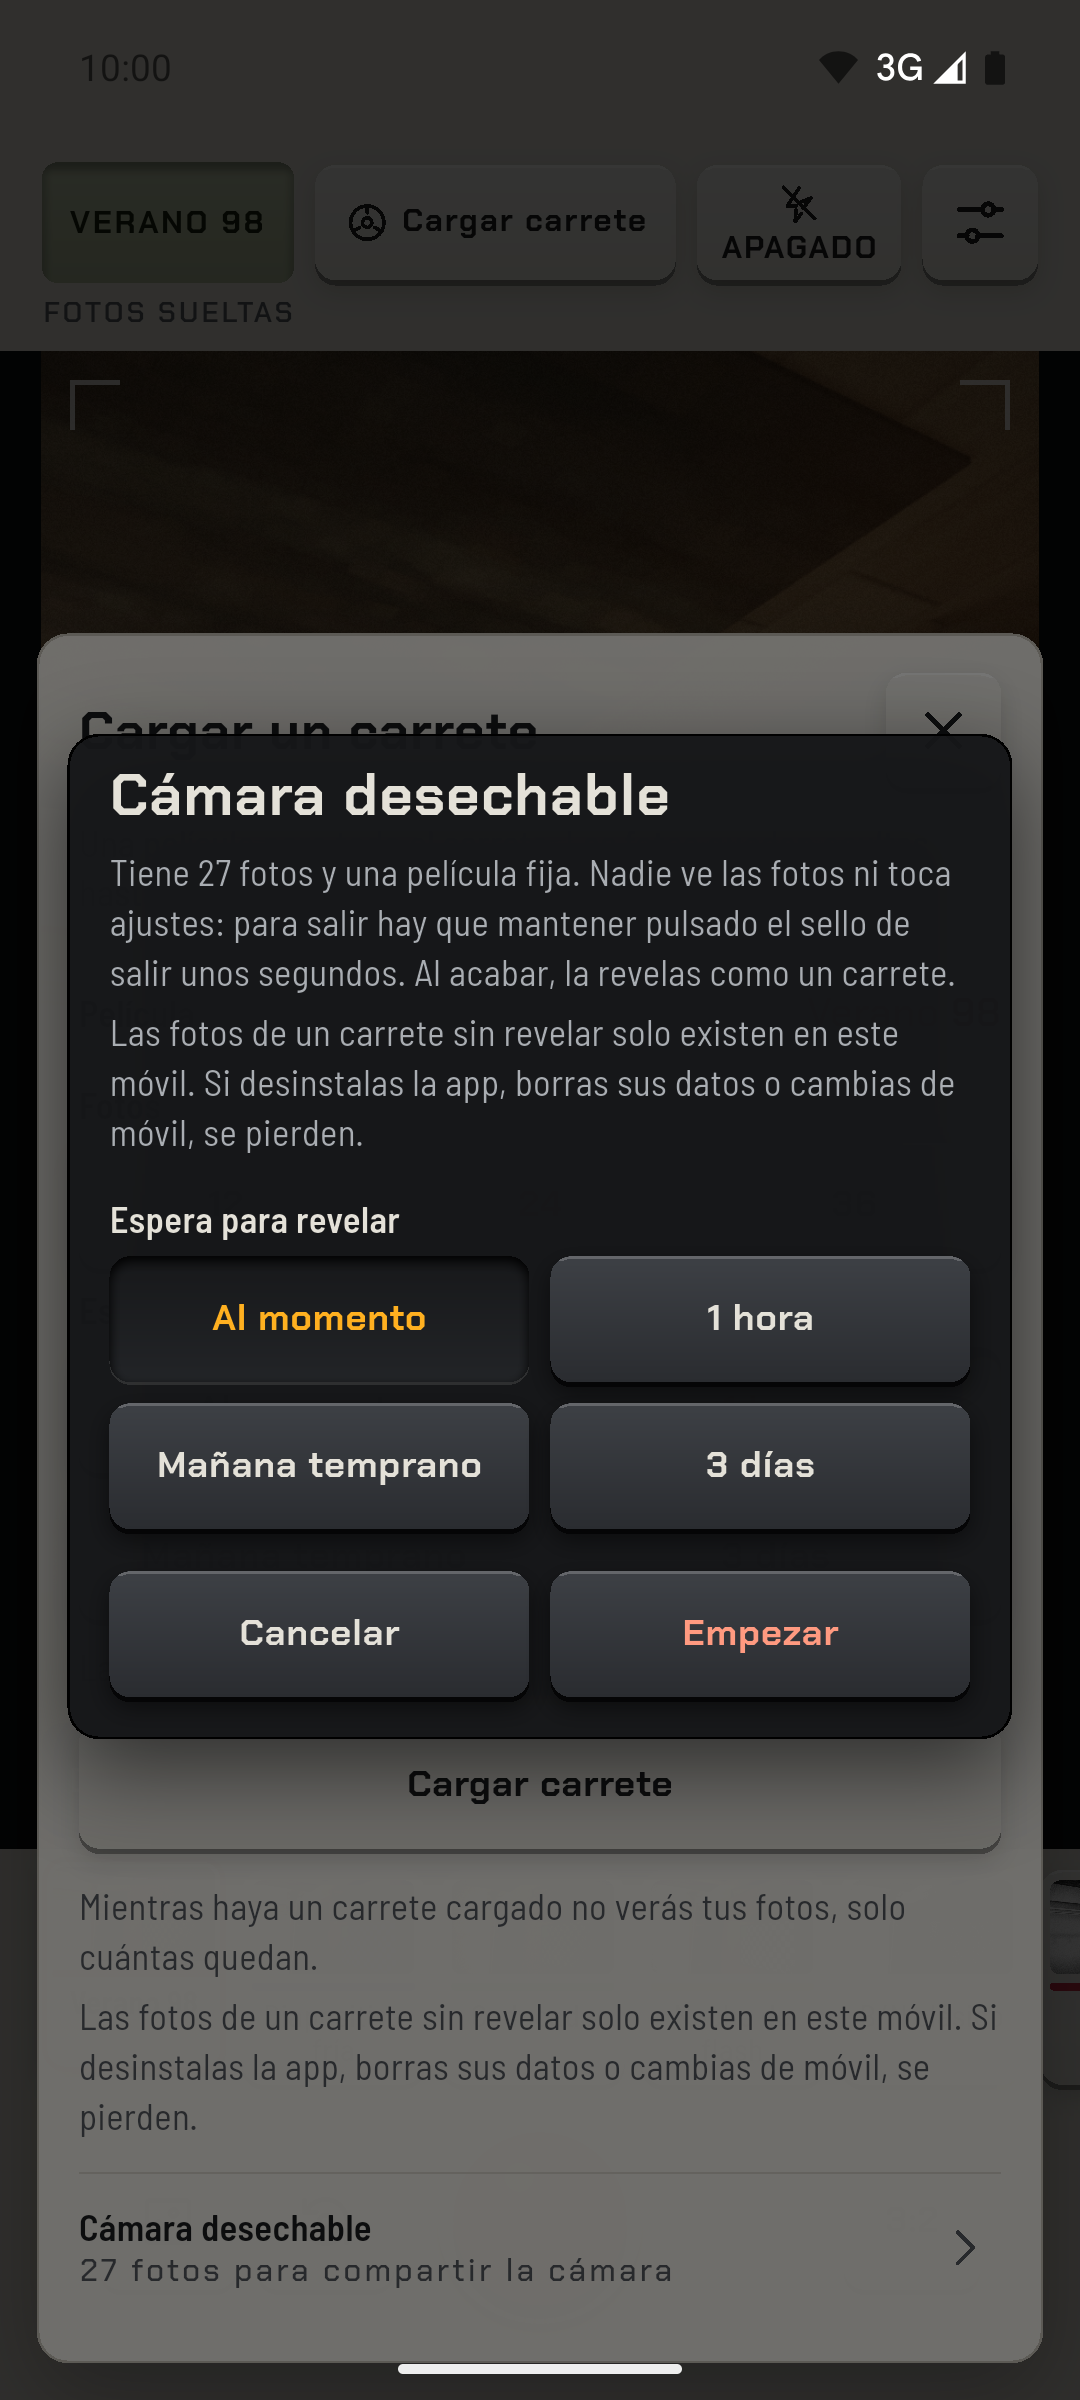 10:00
3G
VERANO 98
Cargar carrete
APAGADO
FOTOS SUELTAS
Cargar un carrete
Cámara desechable
Tiene 27 fotos y una película fija. Nadie ve las fotos ni toca
ajustes: para salir hay que mantener pulsado el sello de
salir unos segundos. Al acabar, la revelas como un carrete.
Las fotos de un carrete sin revelar solo existen en este
móvil. Si desinstalas la app, borras sus datos o cambias de
móvil, se pierden.
Espera para revelar
Al momento
1 hora
Mañana temprano
3 días
Cancelar
Empezar
Cargar carrete
Mientras haya un carrete cargado no verás tus fotos, solo
cuántas quedan.
Las fotos de un carrete sin revelar solo existen en este móvil. Si
desinstalas la app, borras sus datos o cambias de móvil, se
pierden.
Cámara desechable
27 fotos para compartir la cámara